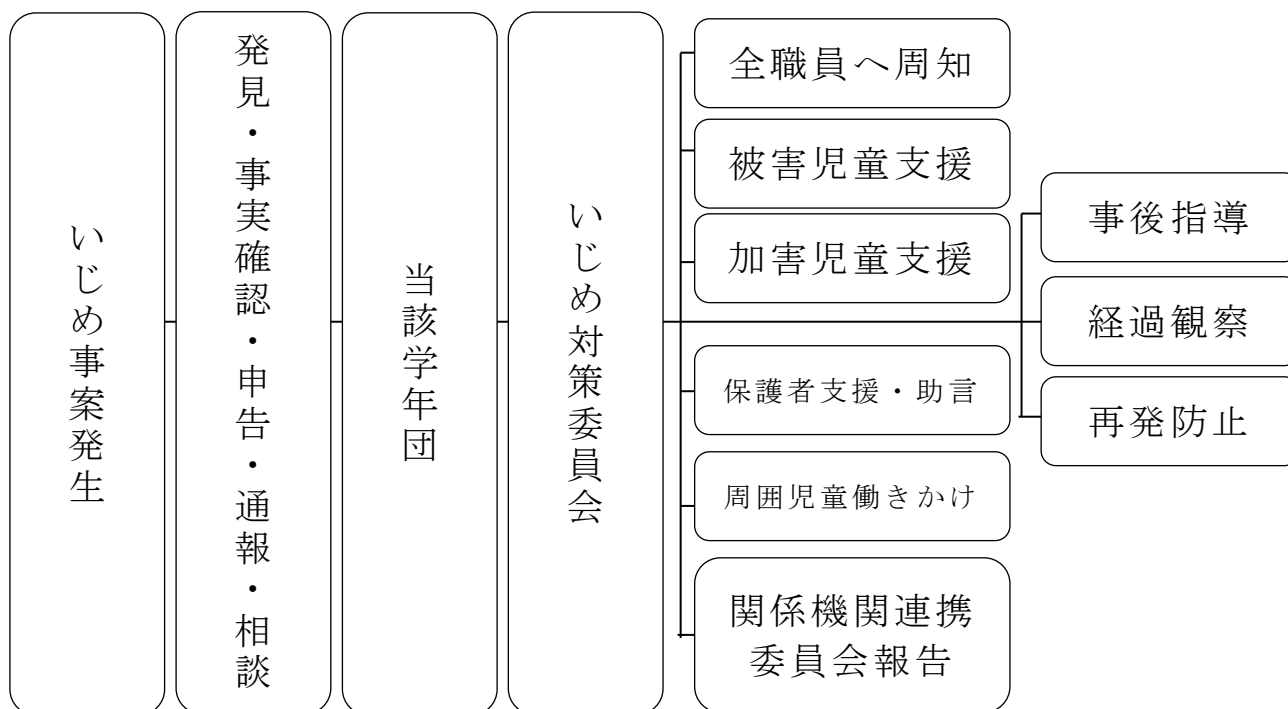 いじめ事案発生
発見・事実確認・申告・通報・相談
当該学年団
いじめ対策委員会
全職員へ周知
被害児童支援
加害児童支援
保護者支援・助言
周囲児童働きかけ
関係機関連携
委員会報告
事後指導
経過観察
再発防止